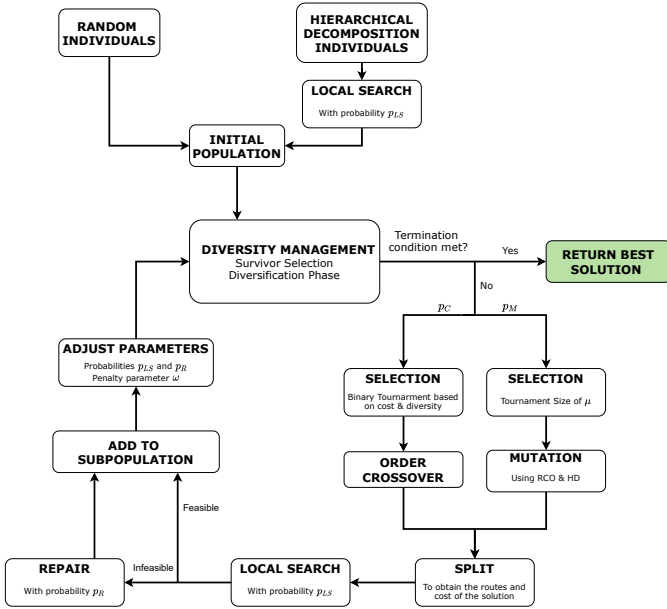 RANDOM
INDIVIDUALS
HIERARCHICAL
DECOMPOSITION
INDIVIDUALS
LOCAL SEARCH
With probability p_LS
INITIAL
POPULATION
DIVERSITY MANAGEMENT
Survivor Selection
Diversification Phase
Termination
condition met?
Yes
No
RETURN BEST
SOLUTION
p_C
p_M
ADJUST PARAMETERS
Probabilities p_LS and p_R
Penalty parameter ω
SELECTION
Binary Tournarment based
on cost & diversity
SELECTION
Tournament Size of μ
ADD TO
SUBPOPULATION
ORDER
CROSSOVER
MUTATION
Using RCO & HD
Feasible
Infeasible
REPAIR
With probability p_R
LOCAL SEARCH
With probability p_LS
SPLIT
To obtain the routes and
cost of the solution